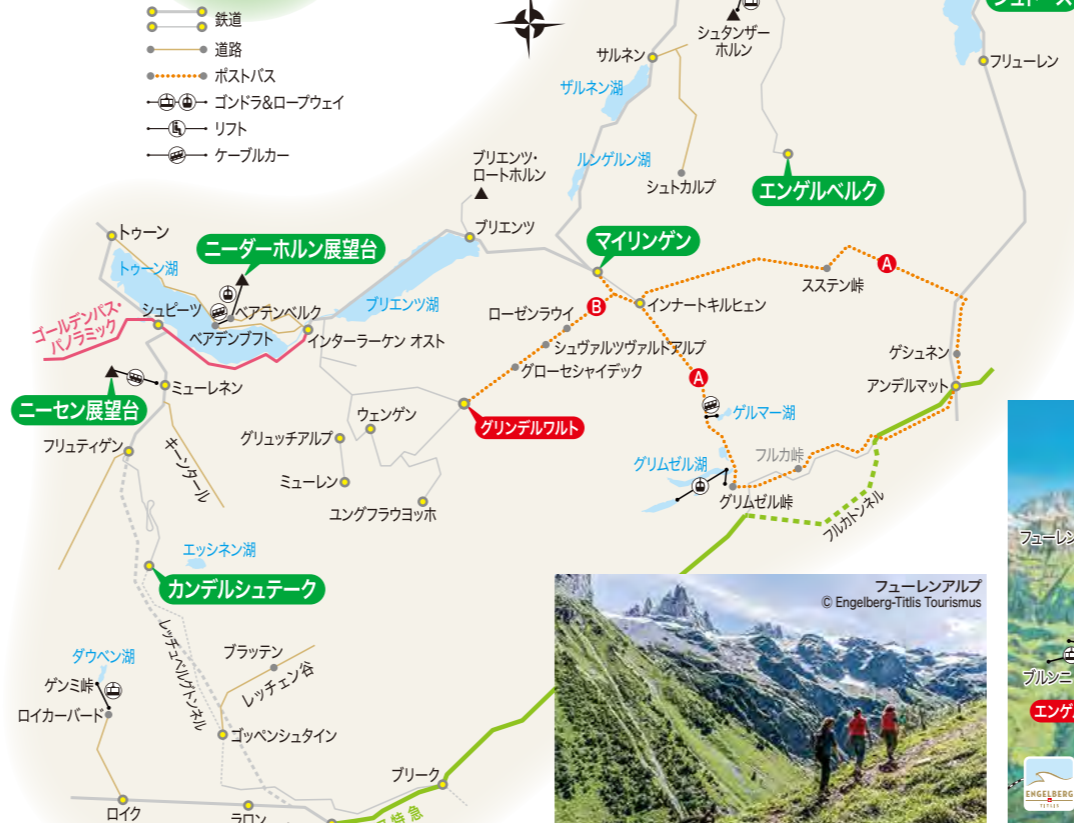 鉄道
道路
ポストバス
ゴンドラ&ロープウェイ
リフト
ケーブルカー
シュタンザー
ホルン
サルネン
ザルネン湖
フリューレン
ルンゲルン湖
シュトカルプ
エンゲルベルク
ブリエンツ・
ロートホルン
ブリエンツ
マイリンゲン
トゥーン
トゥーン湖
ニーダーホルン展望台
シュピーツ
ベアテンベルク
ベアデンブフト
ブリエンツ湖
インターラーケン オスト
ゴールデンパス・
パノラミック
ローゼンラウイ
B
インナートキルヒェン
A
スステン峠
シュヴァルツヴァルトアルプ
グローセシャイデック
ゲシュネン
アンデルマット
A
ミューレネン
ニーセン展望台
グリンデルワルト
ゲルマー湖
フリュティゲン
キーンタール
ウェンゲン
グリュッチアルプ
ミューレン
ユングフラウヨッホ
グリムゼル湖
フルカ峠
グリムゼル峠
フルカトンネル
エッシネン湖
カンデルシュテーク
レッチュベルグトンネル
ダウベン湖
ゲンミ峠
ロイカーバード
ブラッテン
レッチェン谷
ゴッペンシュタイン
ブリーク
ロイク
ラロン
特急
フューレンアルプ
© Engelberg-Titlis Tourismus
フューレン
ブルンニ
エンゲ
ENGELBERG
TITLIS